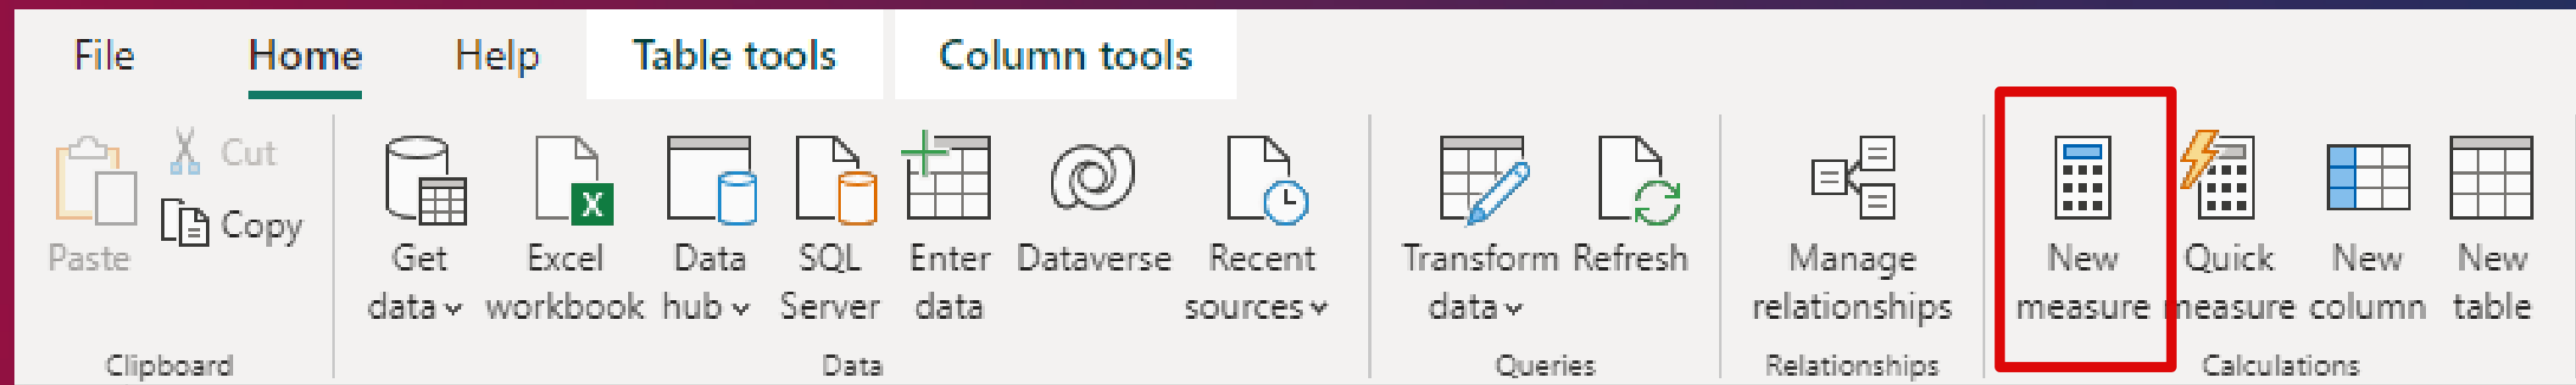 File Home Help Table tools Column tools
Cut
Copy
Paste
Get data
Excel workbook
Data hub
SQL Server
Enter data
Dataverse
Recent sources
Transform data
Refresh
Manage relationships
New measure
Quick measure
New column
New table
Clipboard Data Queries Relationships Calculations